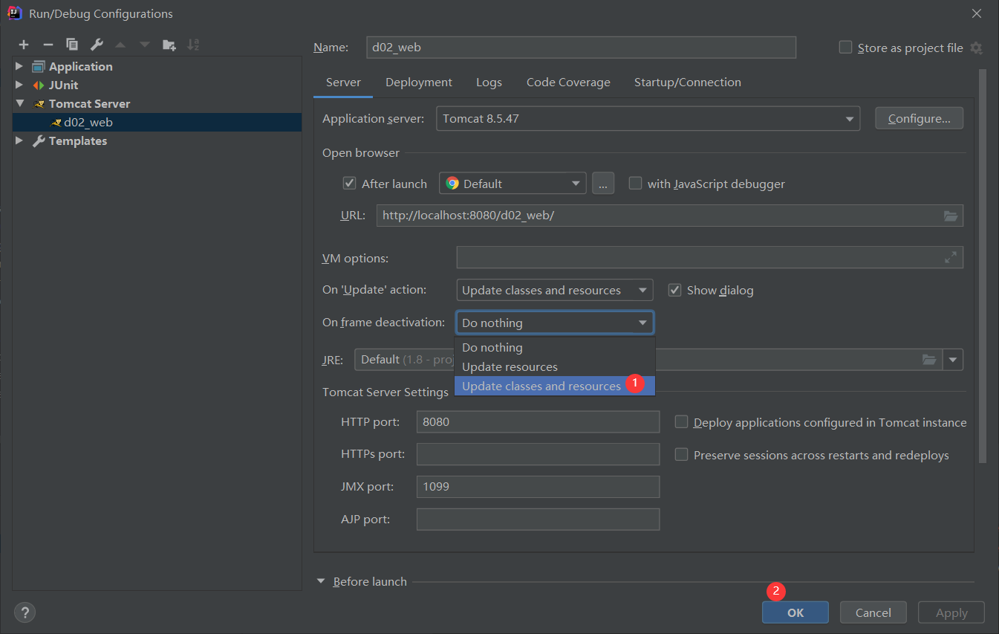 Run/Debug Configurations
Name: d02_web Store as project file
Application
JUnit
Tomcat Server
d02_web
Templates
Server Deployment Logs Code Coverage Startup/Connection
Application server: Tomcat 8.5.47 Configure...
Open browser
After launch Default ... with JavaScript debugger
URL: http://localhost:8080/d02_web/
VM options:
On 'Update' action: Update classes and resources Show dialog
On frame deactivation: Do nothing
Do nothing
JRE: Default (1.8 - proj
Update resources
Update classes and resources 1
Tomcat Server Settings
HTTP port: 8080 Deploy applications configured in Tomcat instance
HTTPs port: Preserve sessions across restarts and redeploys
JMX port: 1099
AJP port:
Before launch
2
? OK Cancel Apply